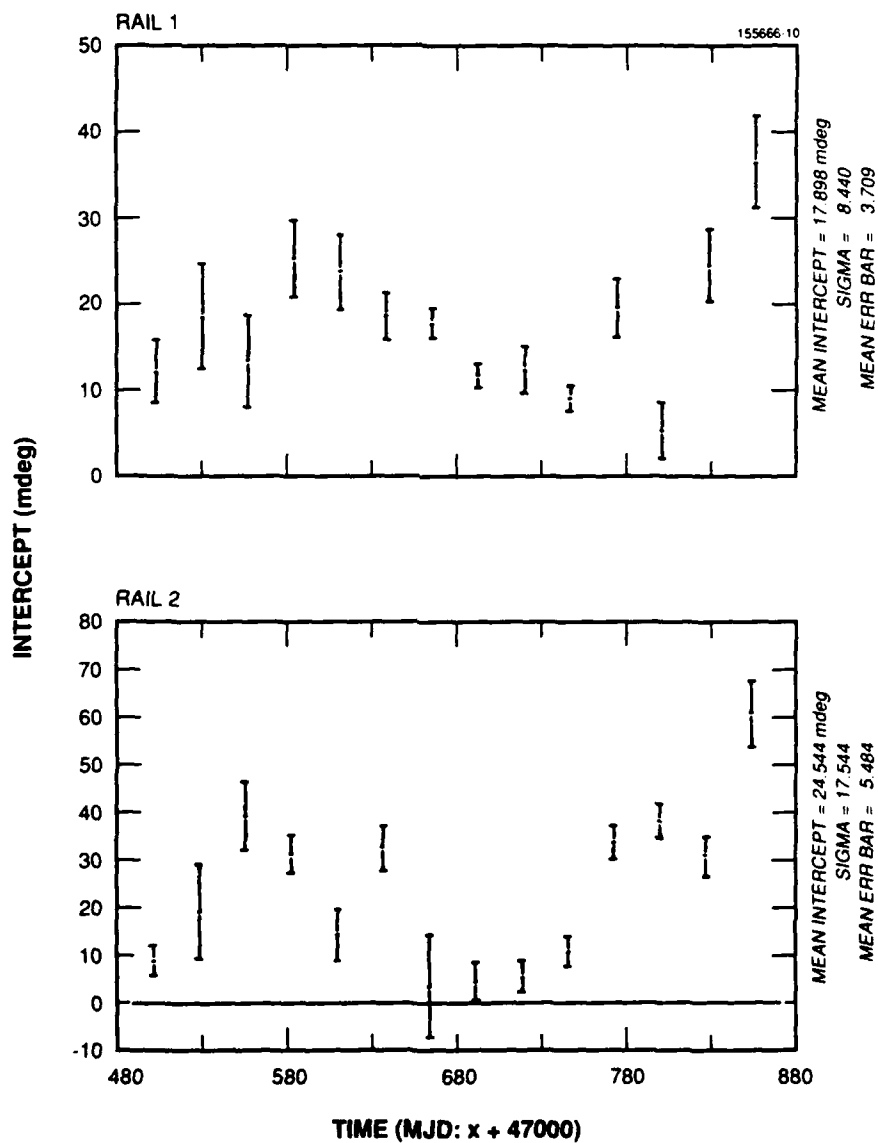 RAIL 1
155666-10
50
40
30
20
10
0
MEAN INTERCEPT = 17.898 mdeg
SIGMA = 8.440
MEAN ERR BAR = 3.709
INTERCEPT (mdeg)
RAIL 2
80
70
60
50
40
30
20
10
0
-10
480 580 680 780 880
MEAN INTERCEPT = 24.544 mdeg
SIGMA = 17.544
MEAN ERR BAR = 5.484
TIME (MJD: x + 47000)